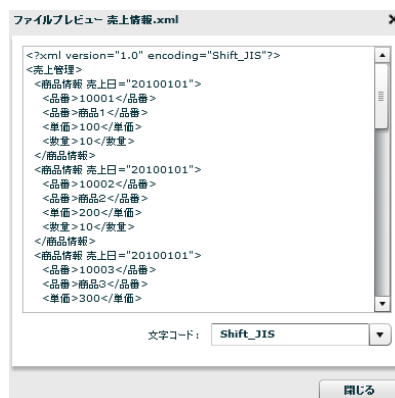 ファイルプレビュー 売上情報.xml
<?xml version="1.0" encoding="Shift_JIS"?>
<売上管理>
<商品情報 売上日="20100101">
<品番>10001</品番>
<品番>商品1</品番>
<単価>100</単価>
<数量>10</数量>
</商品情報>
<商品情報 売上日="20100101">
<品番>10002</品番>
<品番>商品2</品番>
<単価>200</単価>
<数量>10</数量>
</商品情報>
<商品情報 売上日="20100101">
<品番>10003</品番>
<品番>商品3</品番>
<単価>300</単価>
文字コード： Shift_JIS
閉じる